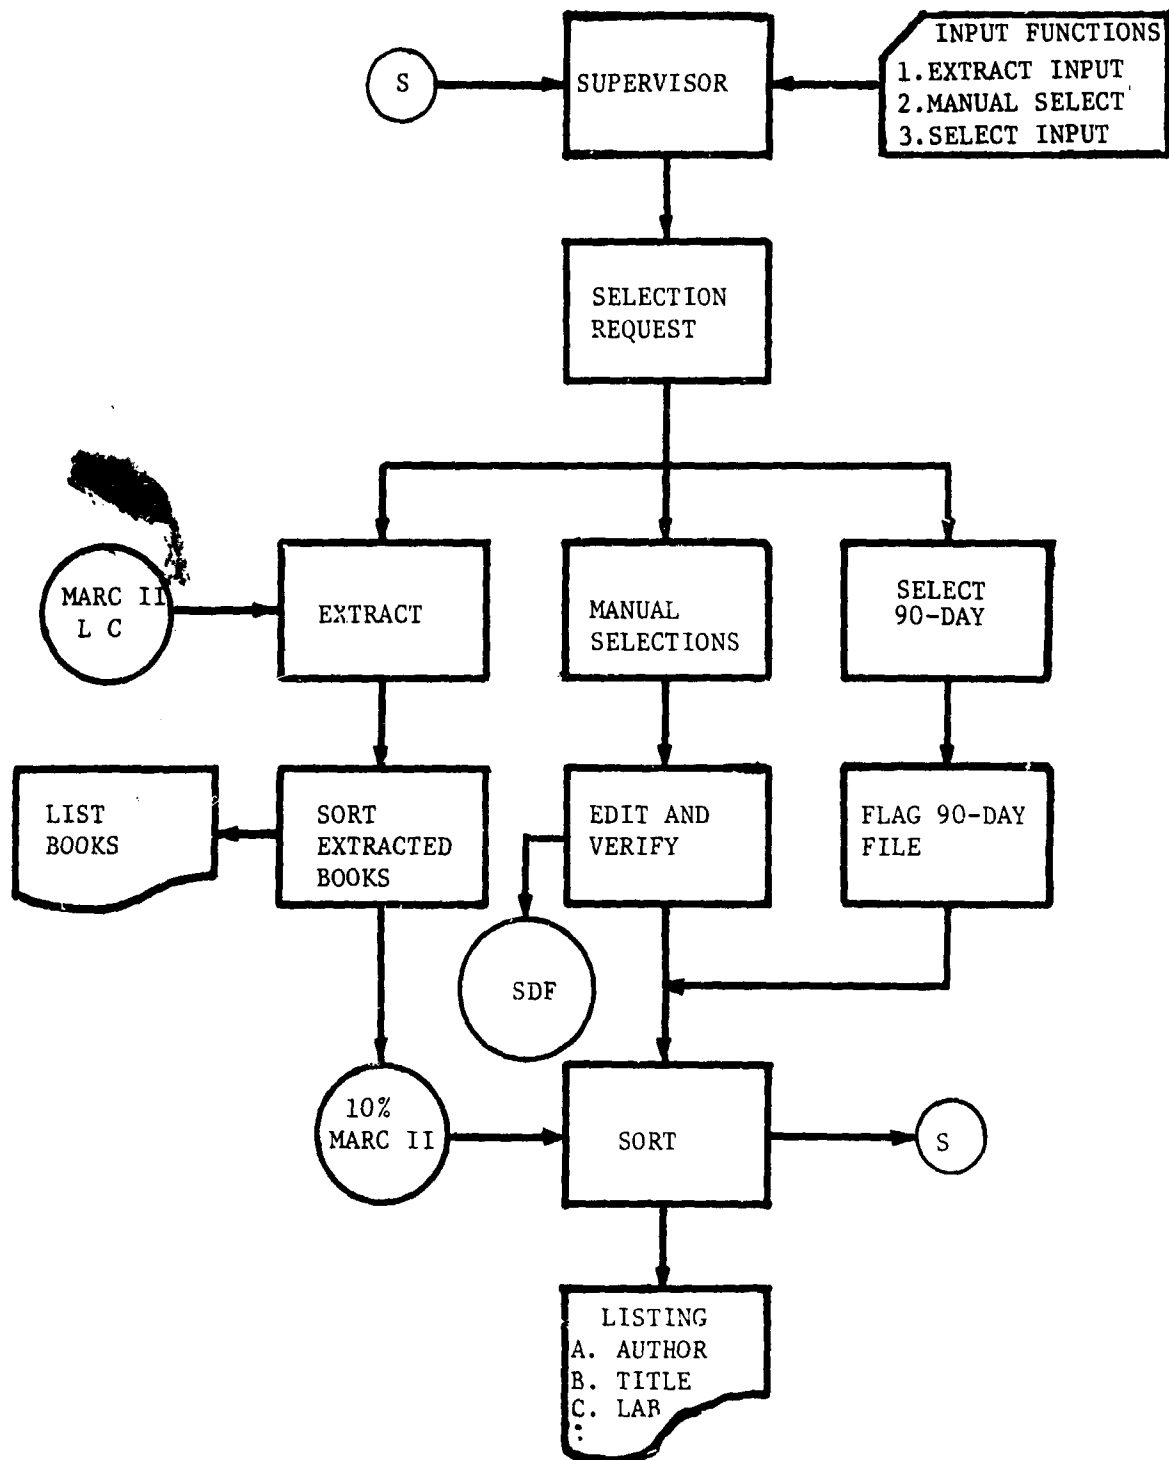 S
SUPERVISOR
INPUT FUNCTIONS
1.EXTRACT INPUT
2.MANUAL SELECT
3.SELECT INPUT
SELECTION
REQUEST
MARC II
L C
EXTRACT
MANUAL
SELECTIONS
SELECT
90-DAY
LIST
BOOKS
SORT
EXTRACTED
BOOKS
EDIT AND
VERIFY
FLAG 90-DAY
FILE
SDF
10%
MARC II
SORT
S
LISTING
A. AUTHOR
B. TITLE
C. LAB
: